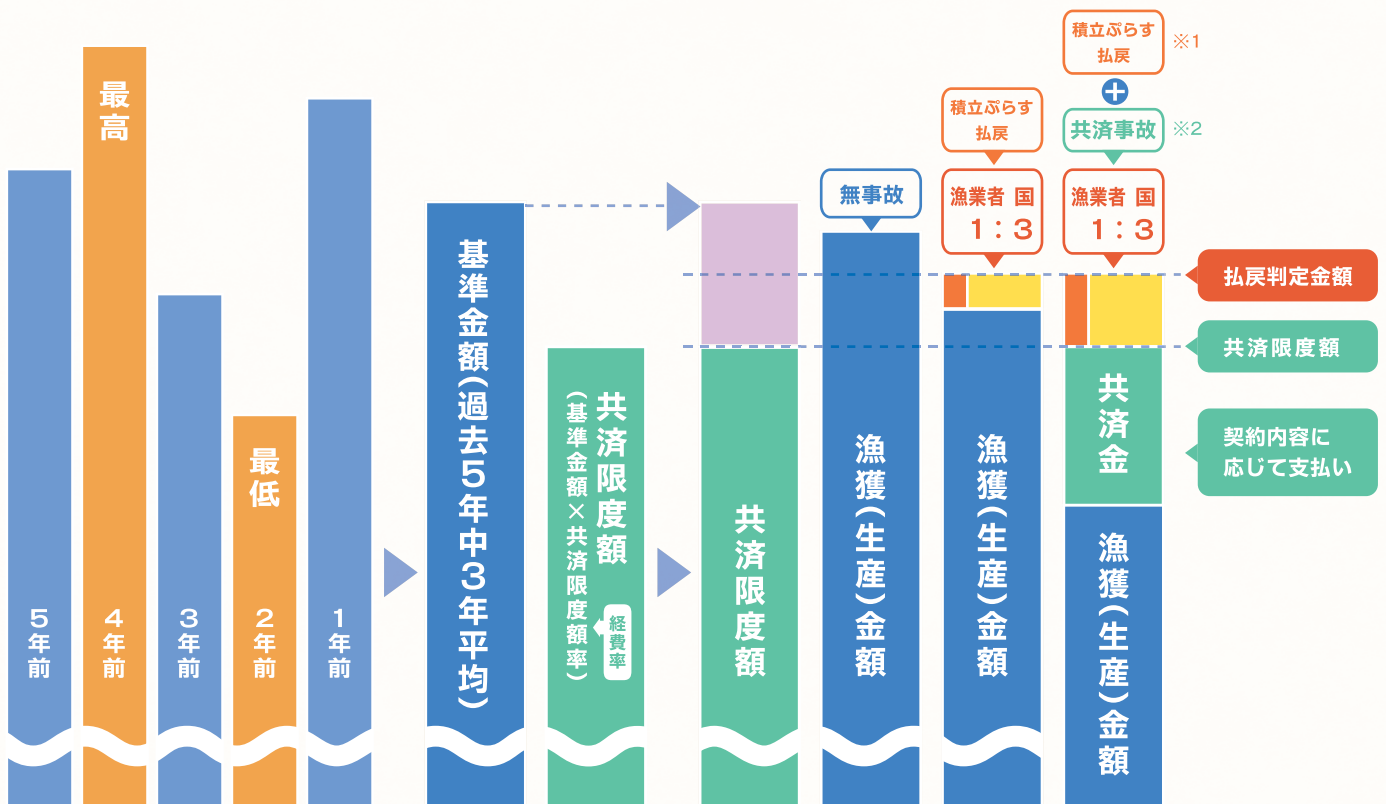 最高
5年前
4年前
3年前
最低
2年前
1年前
基準金額(過去5年中3年平均)
共済限度額
(基準金額×共済限度額率)
経費率
共済限度額
無事故
漁獲(生産)金額
積立ぷらす
払戻
漁業者 国
1:3
漁獲(生産)金額
積立ぷらす
払戻
※1
共済事故
※2
漁業者 国
1:3
共済金
漁獲(生産)金額
払戻判定金額
共済限度額
契約内容に
応じて支払い